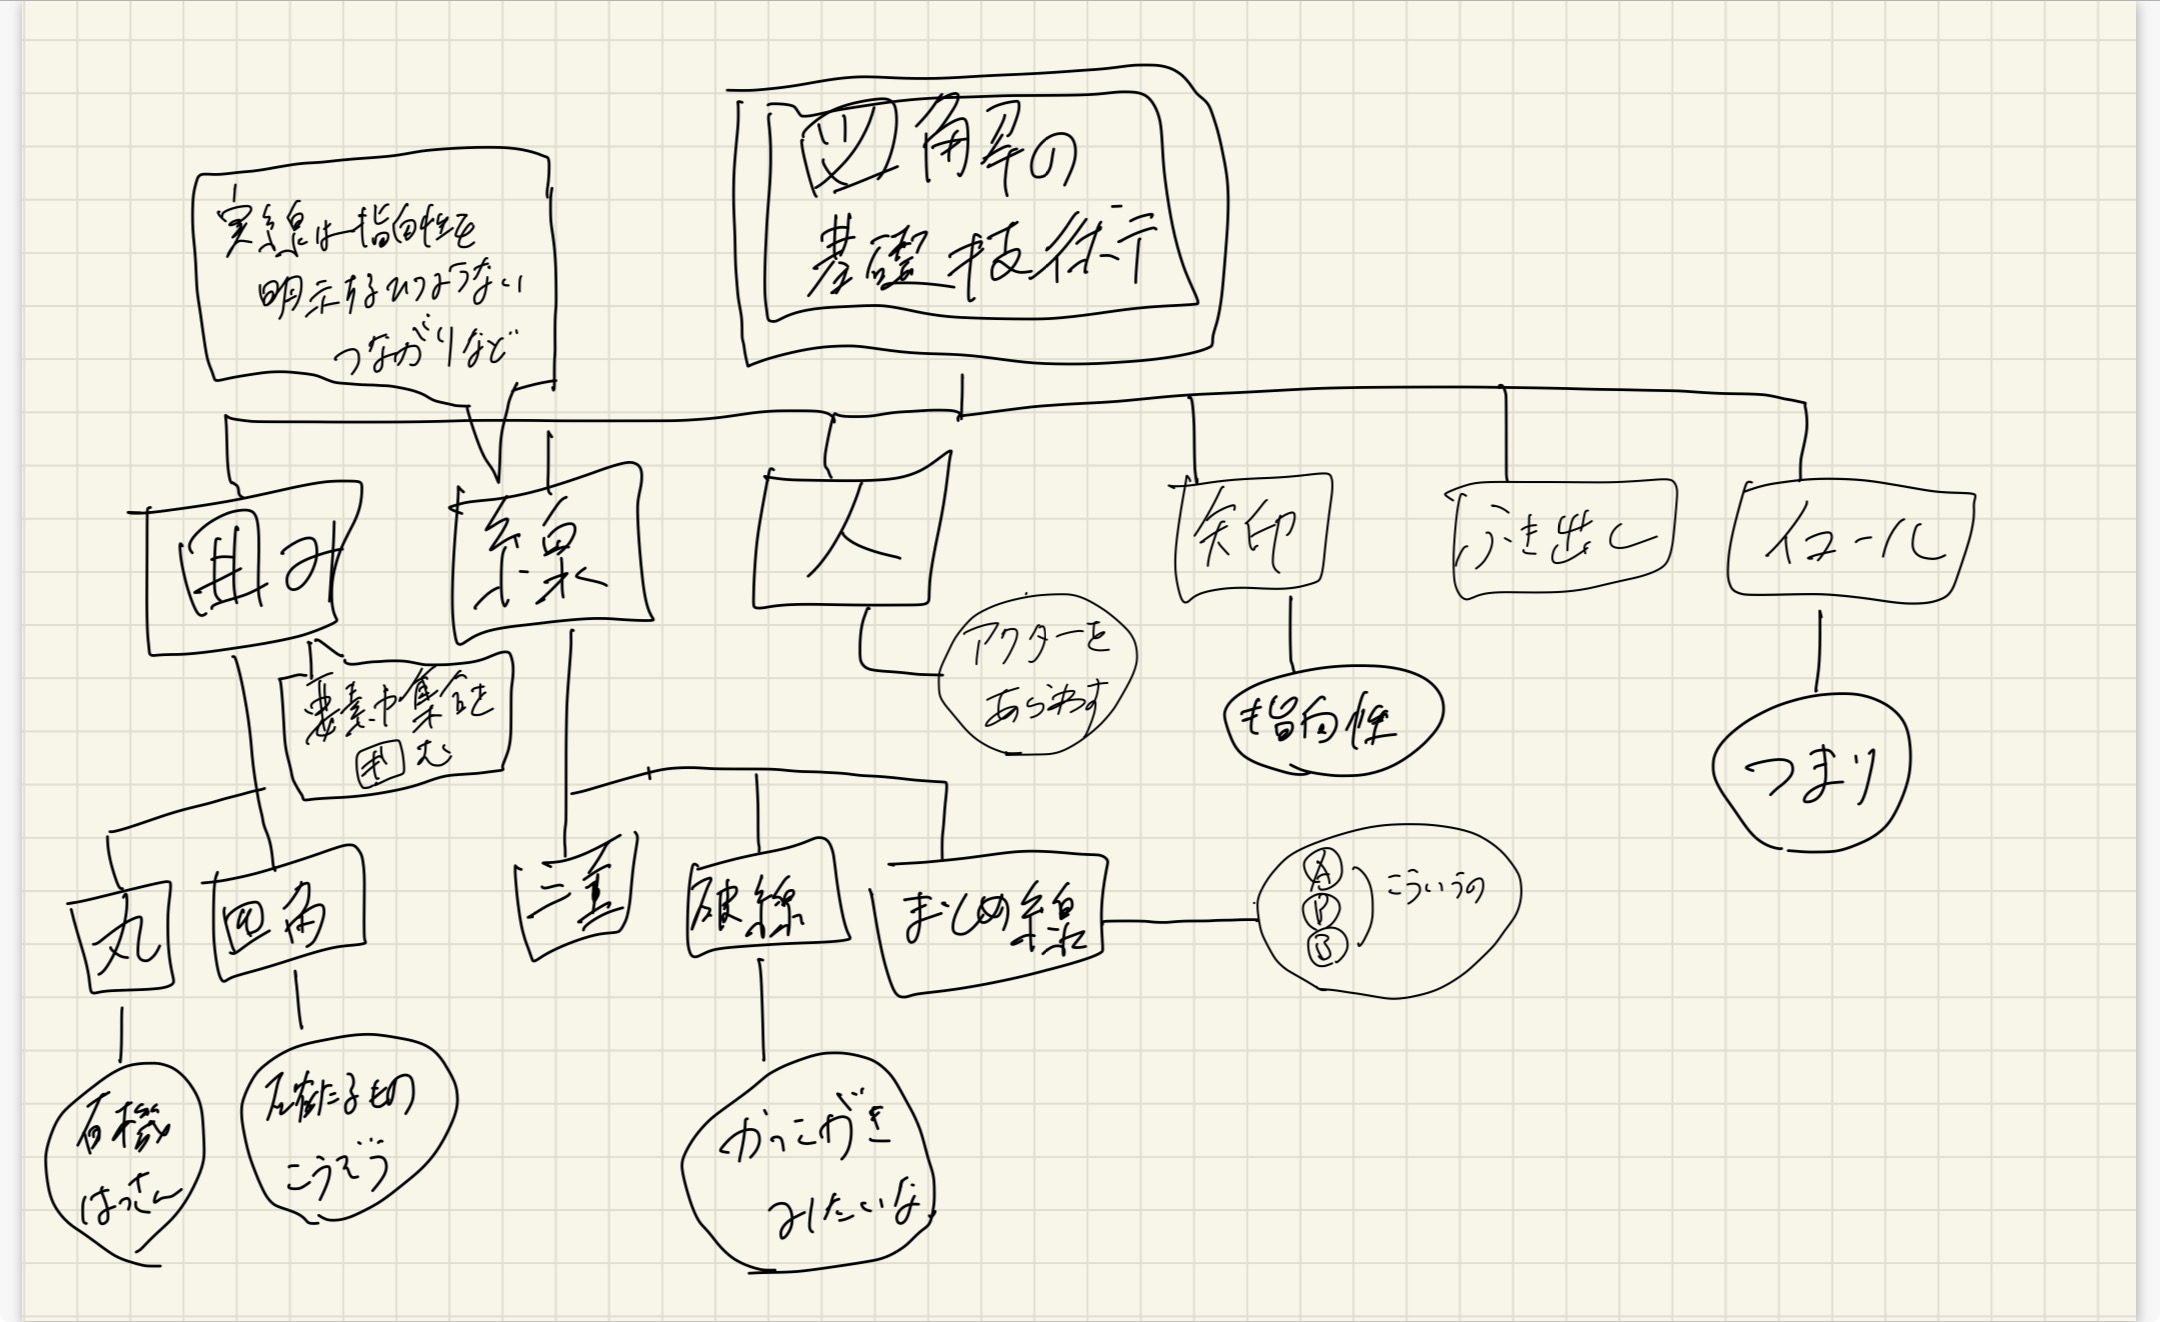 図解の
基礎技術
実線は指向性を
明示するひつようない
つながりなど
囲み
線
人
矢印
ふき出し
イコール
要素や集合を
囲む
アクターを
あらわす
指向性
つまり
丸
四角
二重
破線
まとめ線
A
P
B
こういうの
有機
はっさん
確たるもの
こうぞう
かっこがき
みたいな